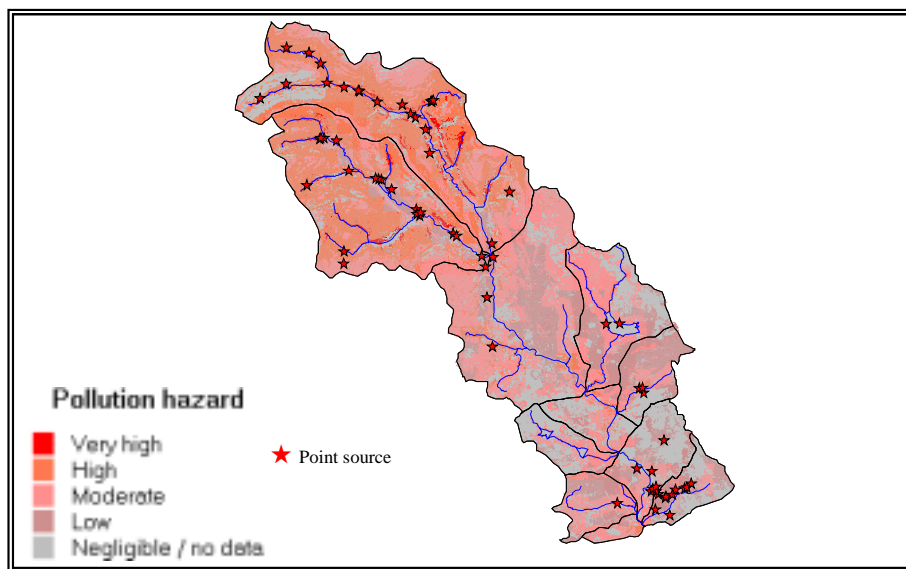 Pollution hazard
Very high
High
Moderate
Low
Negligible / no data
Point source